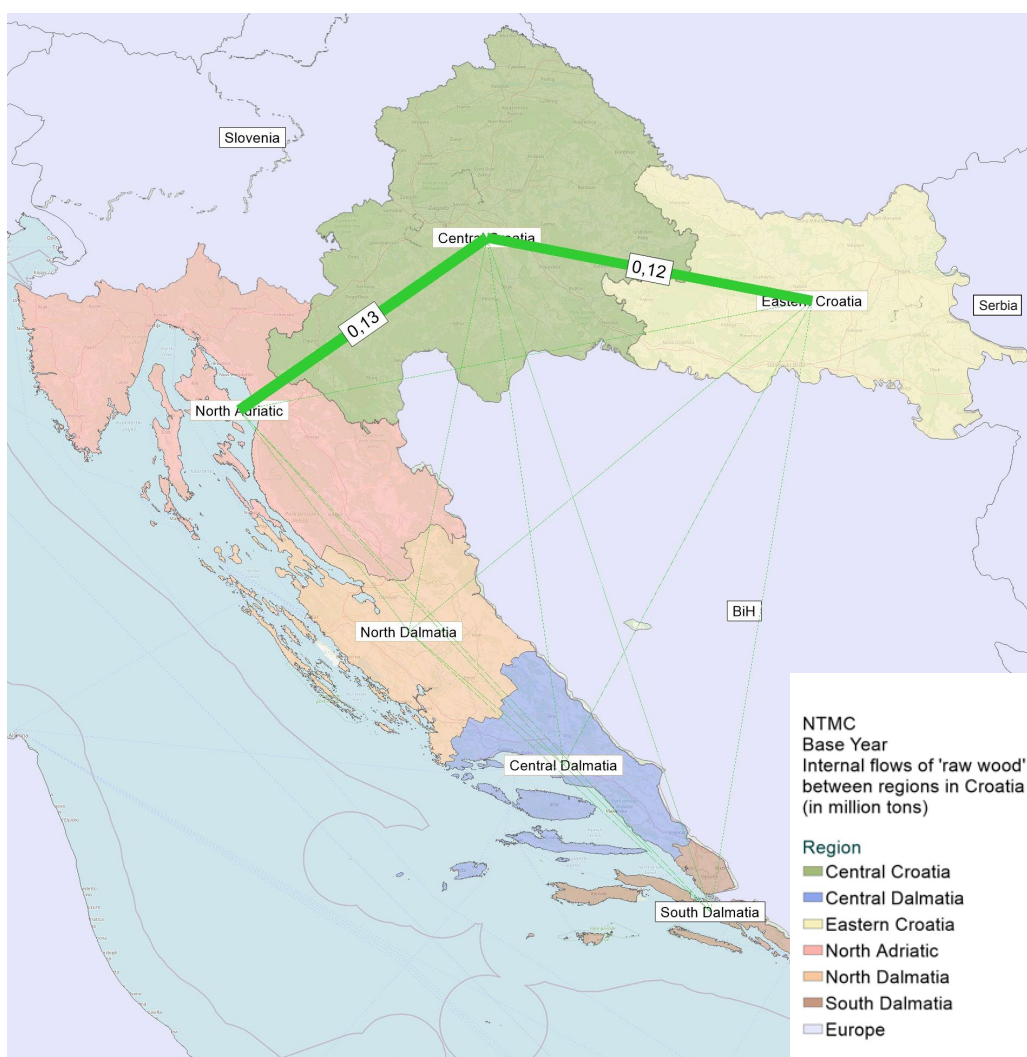 Slovenia
Central Croatia
0,12
Eastern Croatia
Serbia
0,13
North Adriatic
BiH
North Dalmatia
Central Dalmatia
South Dalmatia
NTMC
Base Year
Internal flows of 'raw wood'
between regions in Croatia
(in million tons)
Region
Central Croatia
Central Dalmatia
Eastern Croatia
North Adriatic
North Dalmatia
South Dalmatia
Europe